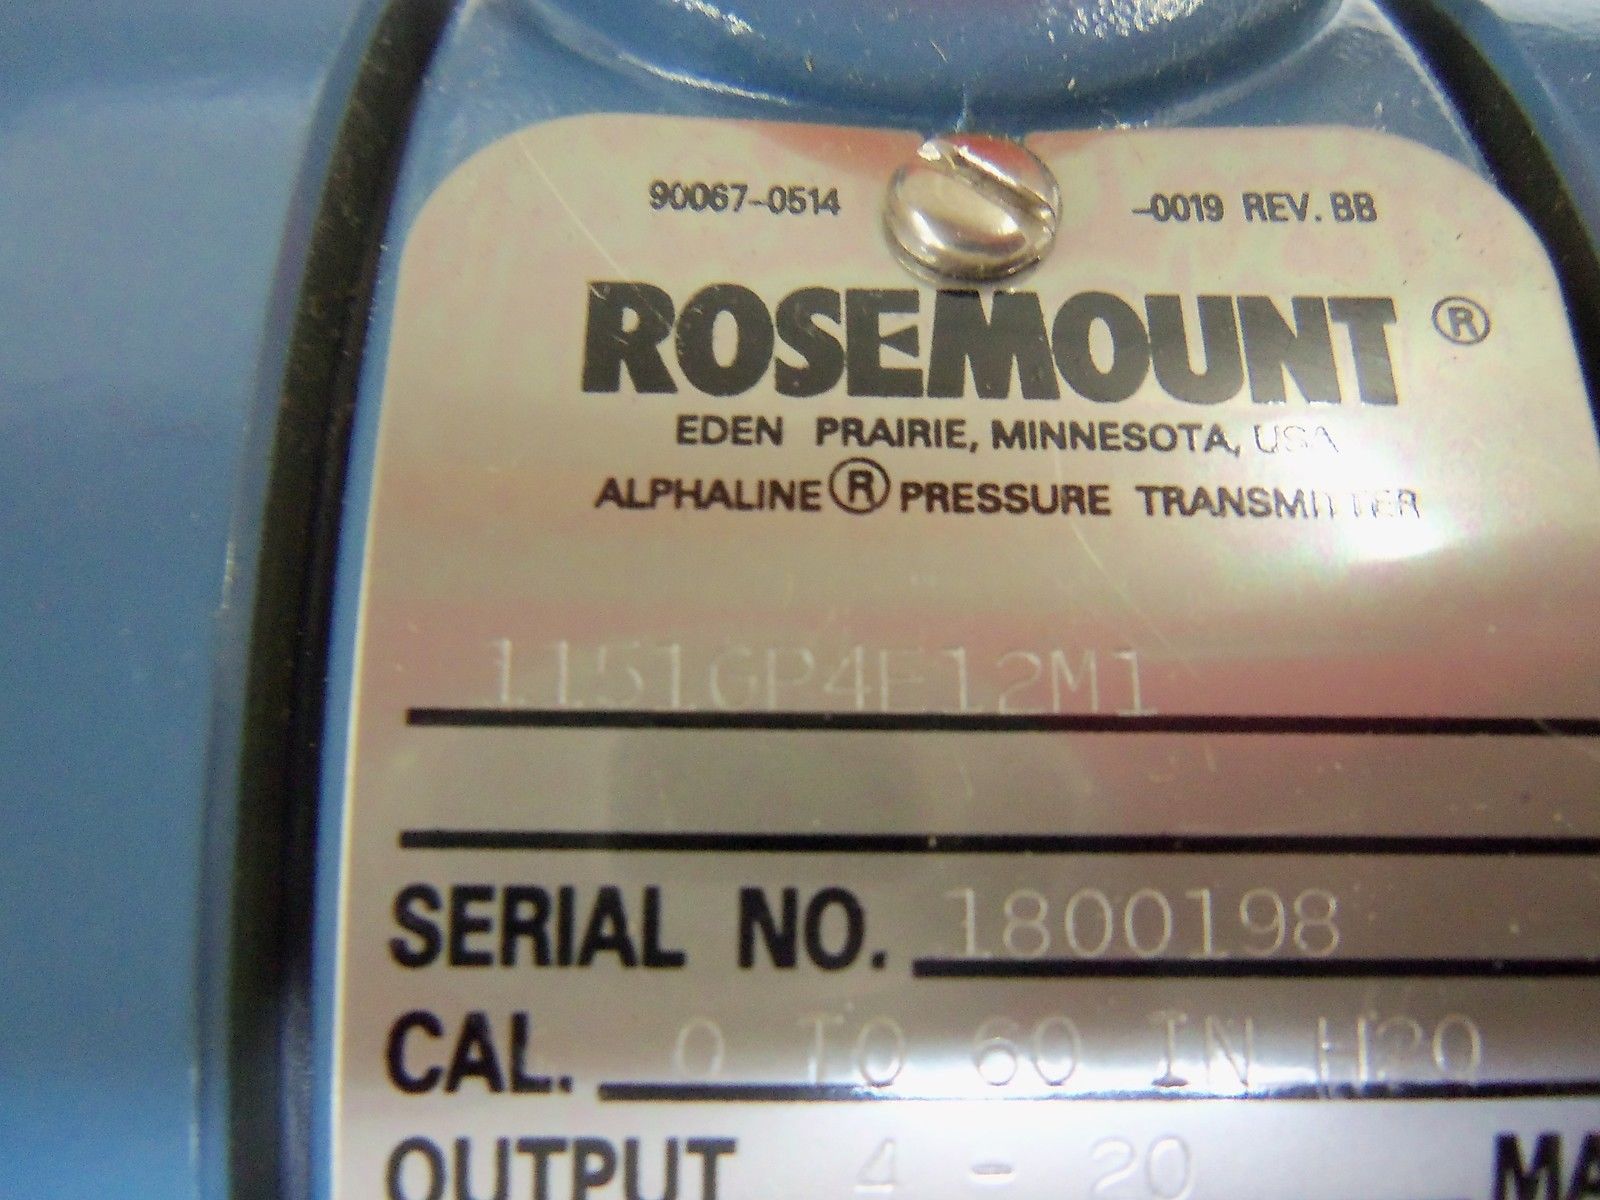 90067-0514 -0019 REV. BB
ROSEMOUNT ®
EDEN PRAIRIE, MINNESOTA, USA
ALPHALINE ® PRESSURE TRANSMITTER
1151GP4E12M1
SERIAL NO. 1800198
CAL. 0 TO 60 IN H2O
OUTPUT 4 - 20 MA